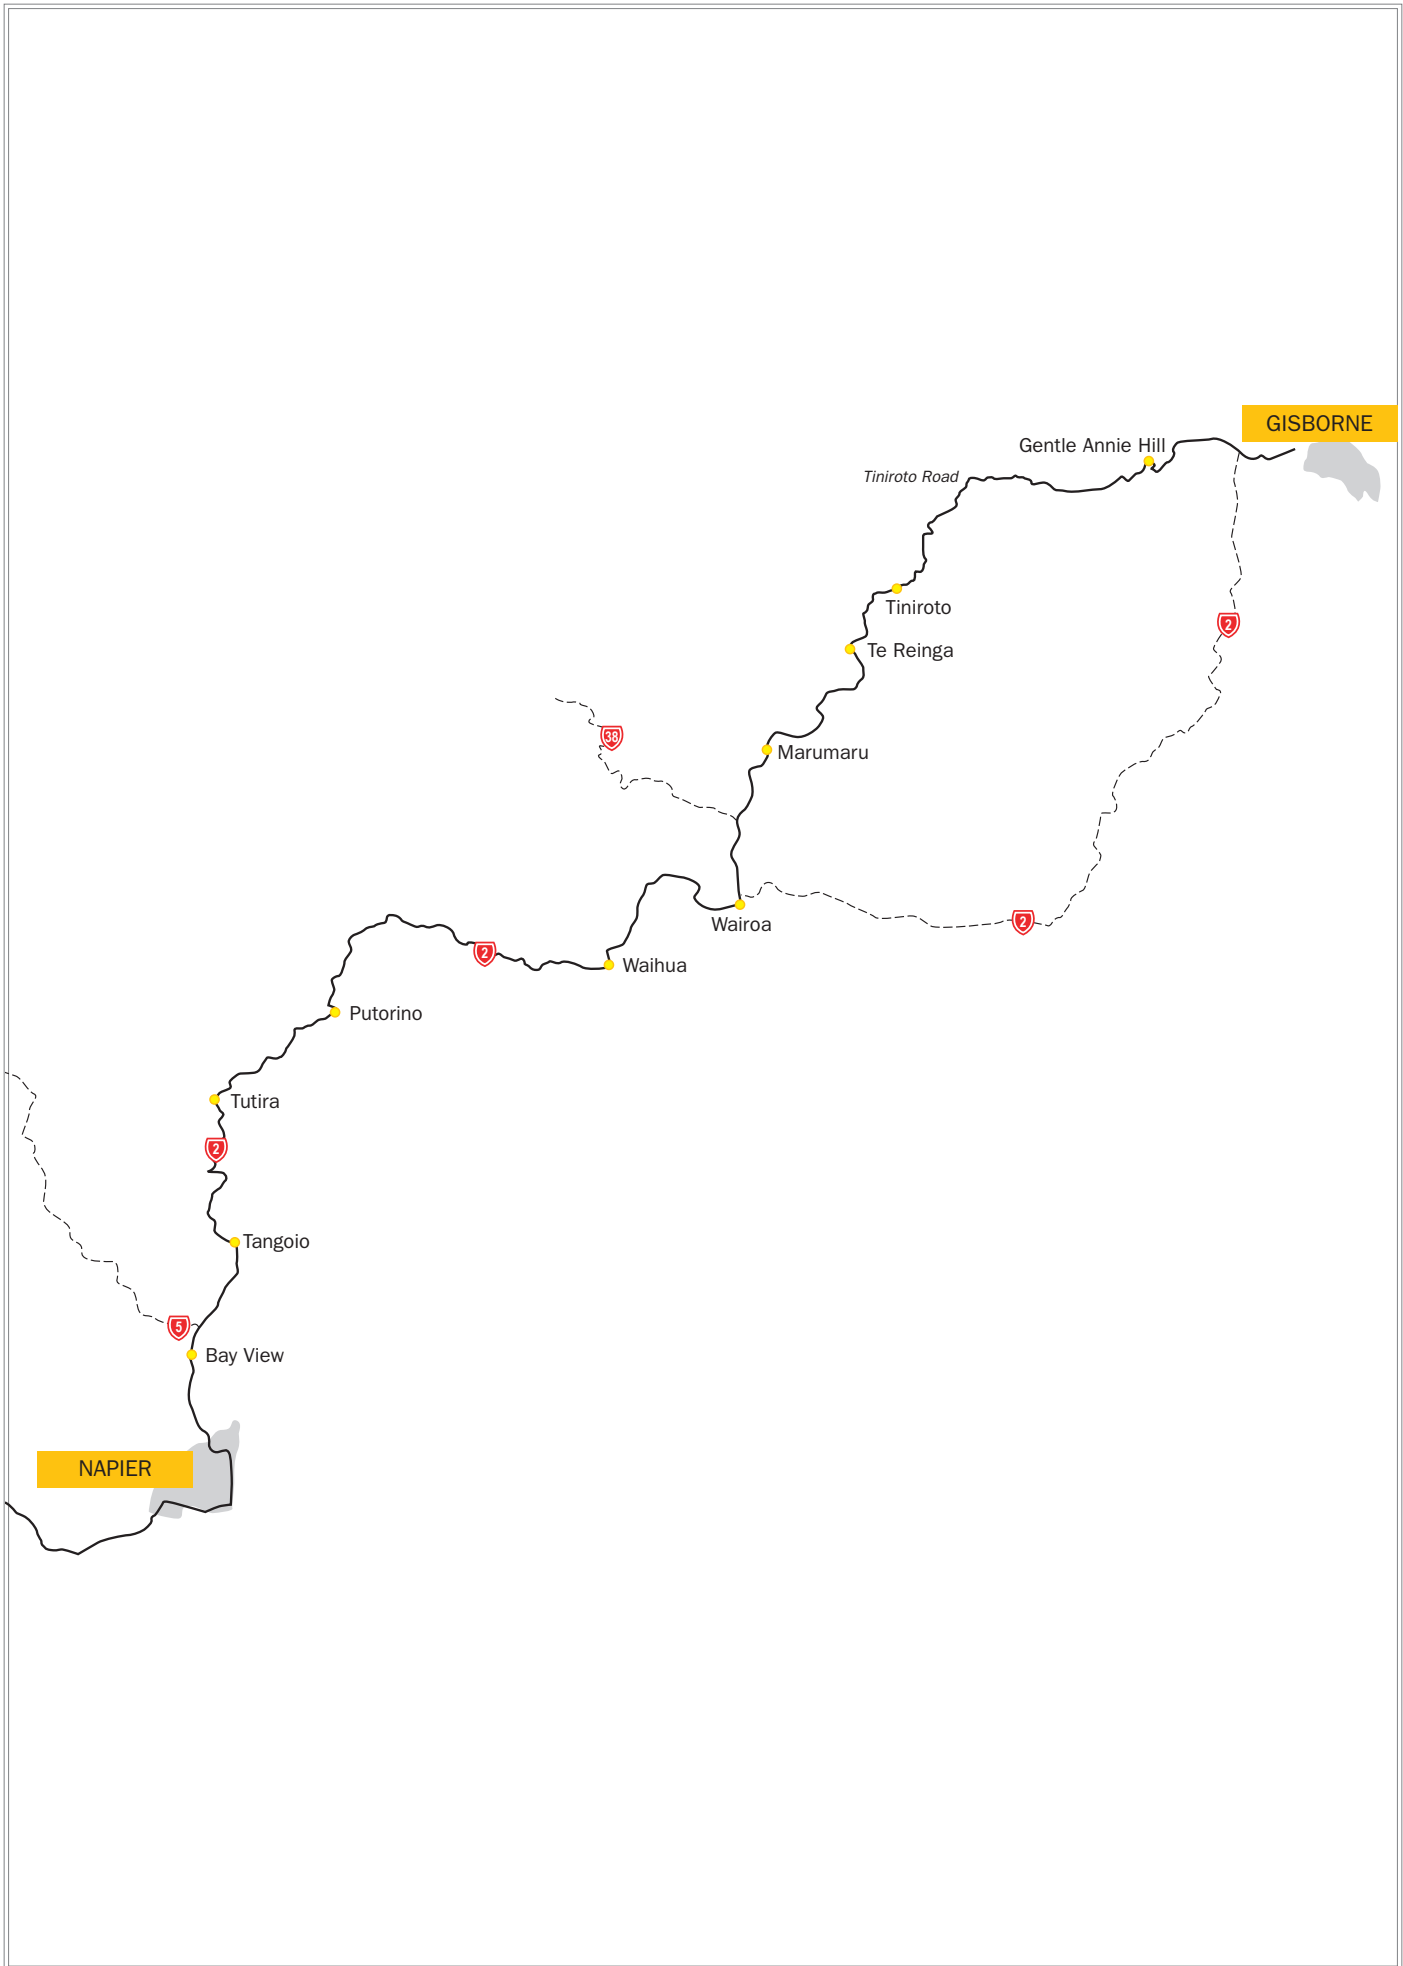 GISBORNE
Gentle Annie Hill
Tiniroto Road
Tiniroto
2
Te Reinga
38
Marumaru
Wairoa
2
2
Waihua
Putorino
Tutira
2
Tangoio
5
Bay View
NAPIER